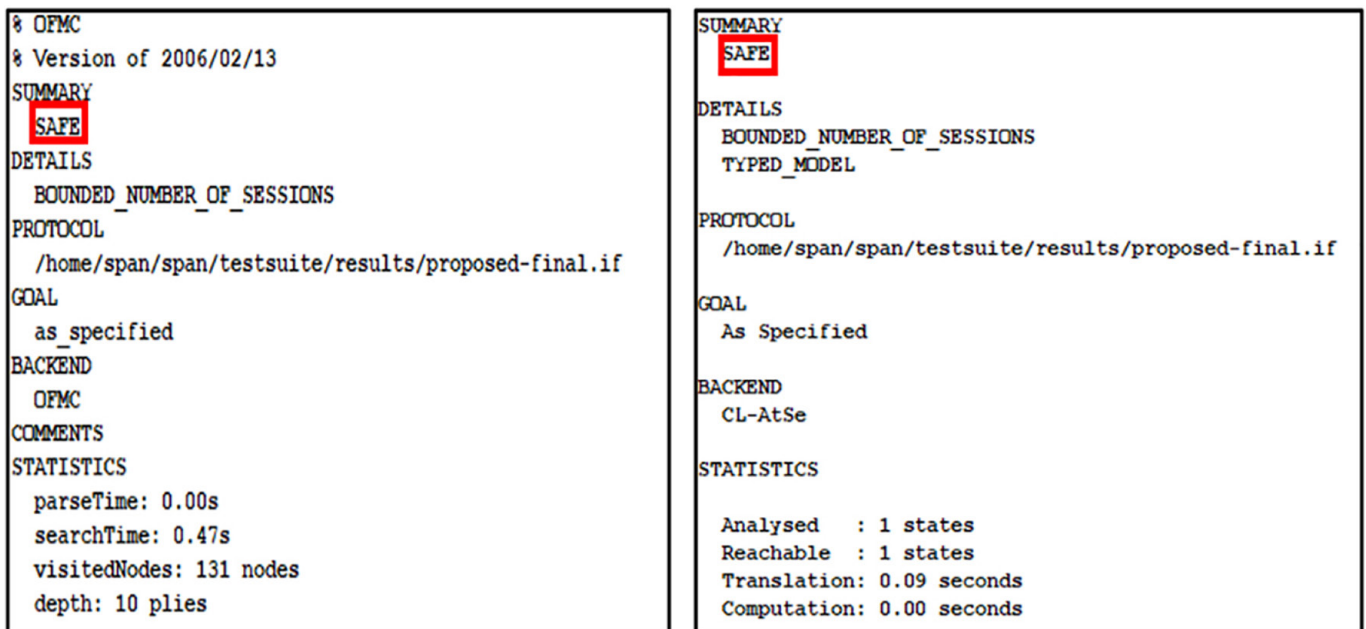 % OFMC
% Version of 2006/02/13
SUMMARY
SAFE
DETAILS
BOUNDED_NUMBER_OF_SESSIONS
PROTOCOL
/home/span/span/testsuite/results/proposed-final.if
GOAL
as_specified
BACKEND
OFMC
COMMENTS
STATISTICS
parseTime: 0.00s
searchTime: 0.47s
visitedNodes: 131 nodes
depth: 10 plies
SUMMARY
SAFE
DETAILS
BOUNDED_NUMBER_OF_SESSIONS
TYPED_MODEL
PROTOCOL
/home/span/span/testsuite/results/proposed-final.if
GOAL
As Specified
BACKEND
CL-AtSe
STATISTICS
Analysed   : 1 states
Reachable  : 1 states
Translation: 0.09 seconds
Computation: 0.00 seconds